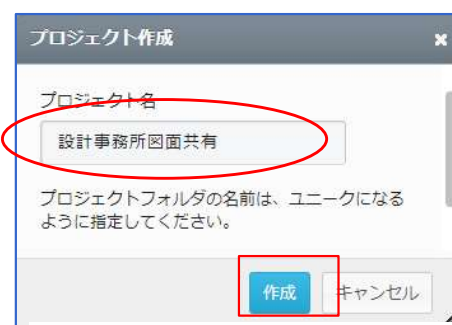 プロジェクト作成
×
プロジェクト名
設計事務所図面共有
プロジェクトフォルダの名前は、ユニークになる
ように指定してください。
作成 キャンセル